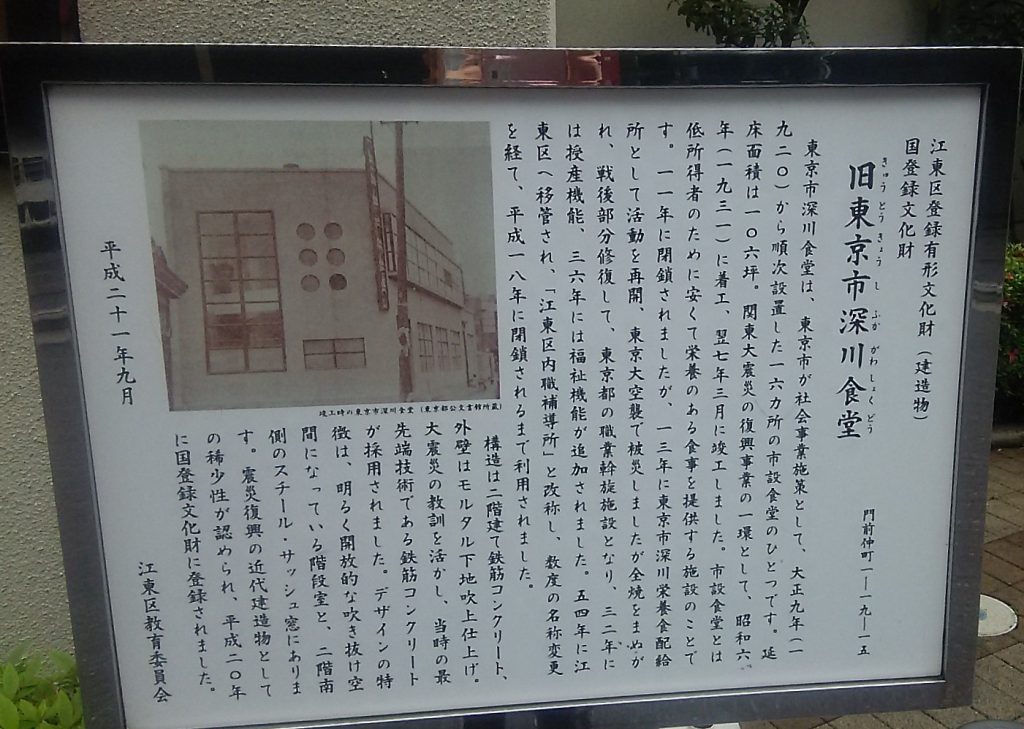 江東区登録有形文化財（建造物）
国登録文化財
きゅうとうきょうしふかがわしょくどう
旧東京市深川食堂
門前仲町一ー一九ー一五
東京市深川食堂は、東京市が社会事業施策として、大正九年（一
九二〇）から順次設置した一六カ所の市設食堂のひとつです。延
床面積は一〇六坪。関東大震災の復興事業の一環として、昭和六
年（一九三一）に着工、翌七年三月に竣工しました。市設食堂とは
低所得者のために安くて栄養のある食事を提供する施設のことで
す。一一年に閉鎖されましたが、一三年に東京市深川栄養食配給
所として活動を再開、東京大空襲で被災しましたが全焼をまぬが
れ、戦後部分修復して、東京都の職業幹旋施設となり、三二年に
は授産機能、三六年には福祉機能が追加されました。五四年に江
東区へ移管され、「江東区内職補導所」と改称し、数度の名称変更
を経て、平成一八年に閉鎖されるまで利用されました。
竣工時の東京市深川食堂（東京都公文書館所蔵）
構造は二階建て鉄筋コンクリート、
外壁はモルタル下地吹上仕上げ。
大震災の教訓を活かし、当時の最
先端技術である鉄筋コンクリート
が採用されました。デザインの特
徴は、明るく開放的な吹き抜け空
間になっている階段室と、二階南
側のスチール・サッシュ窓にありま
す。震災復興の近代建造物として
の稀少性が認められ、平成二〇年
に国登録文化財に登録されました。
平成二十一年九月
江東区教育委員会